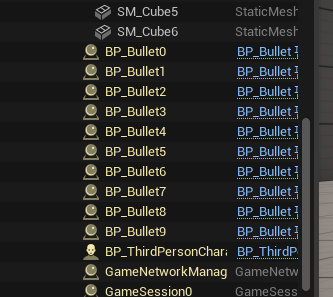 SM_Cube5 StaticMesh
SM_Cube6 StaticMesh
BP_Bullet0 BP_Bullet
BP_Bullet1 BP_Bullet
BP_Bullet2 BP_Bullet
BP_Bullet3 BP_Bullet
BP_Bullet4 BP_Bullet
BP_Bullet5 BP_Bullet
BP_Bullet6 BP_Bullet
BP_Bullet7 BP_Bullet
BP_Bullet8 BP_Bullet
BP_Bullet9 BP_Bullet
BP_ThirdPersonChara BP_ThirdP
GameNetworkManag GameNetw
GameSession0 GameSess